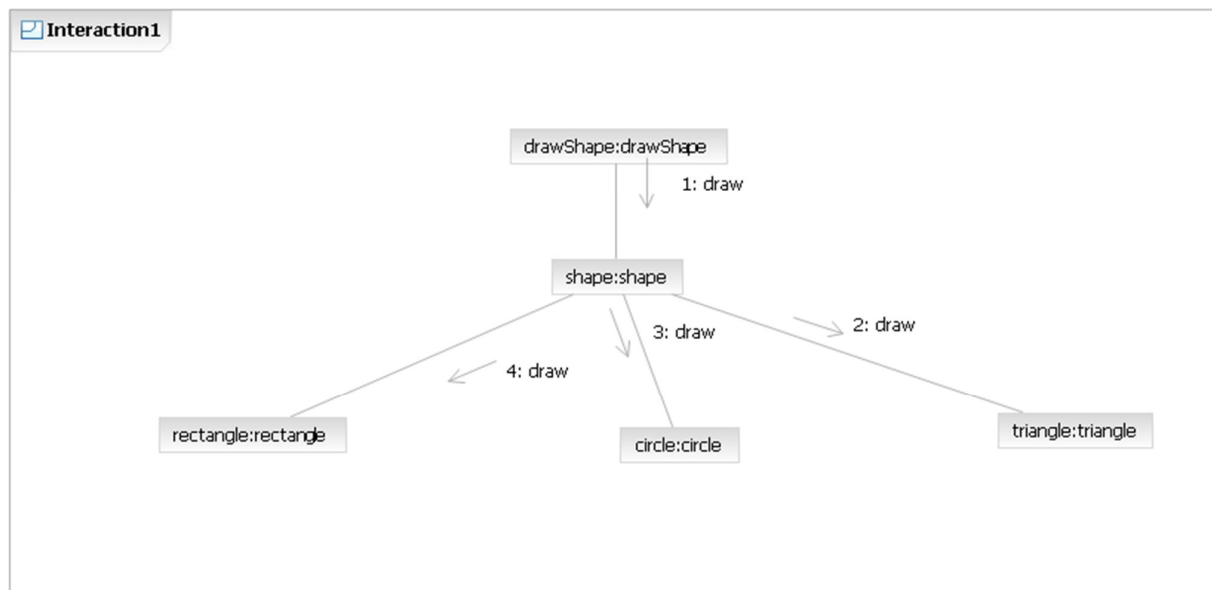 Interaction1
drawShape:drawShape
1: draw
shape:shape
2: draw
3: draw
4: draw
rectangle:rectangle
circle:circle
triangle:triangle